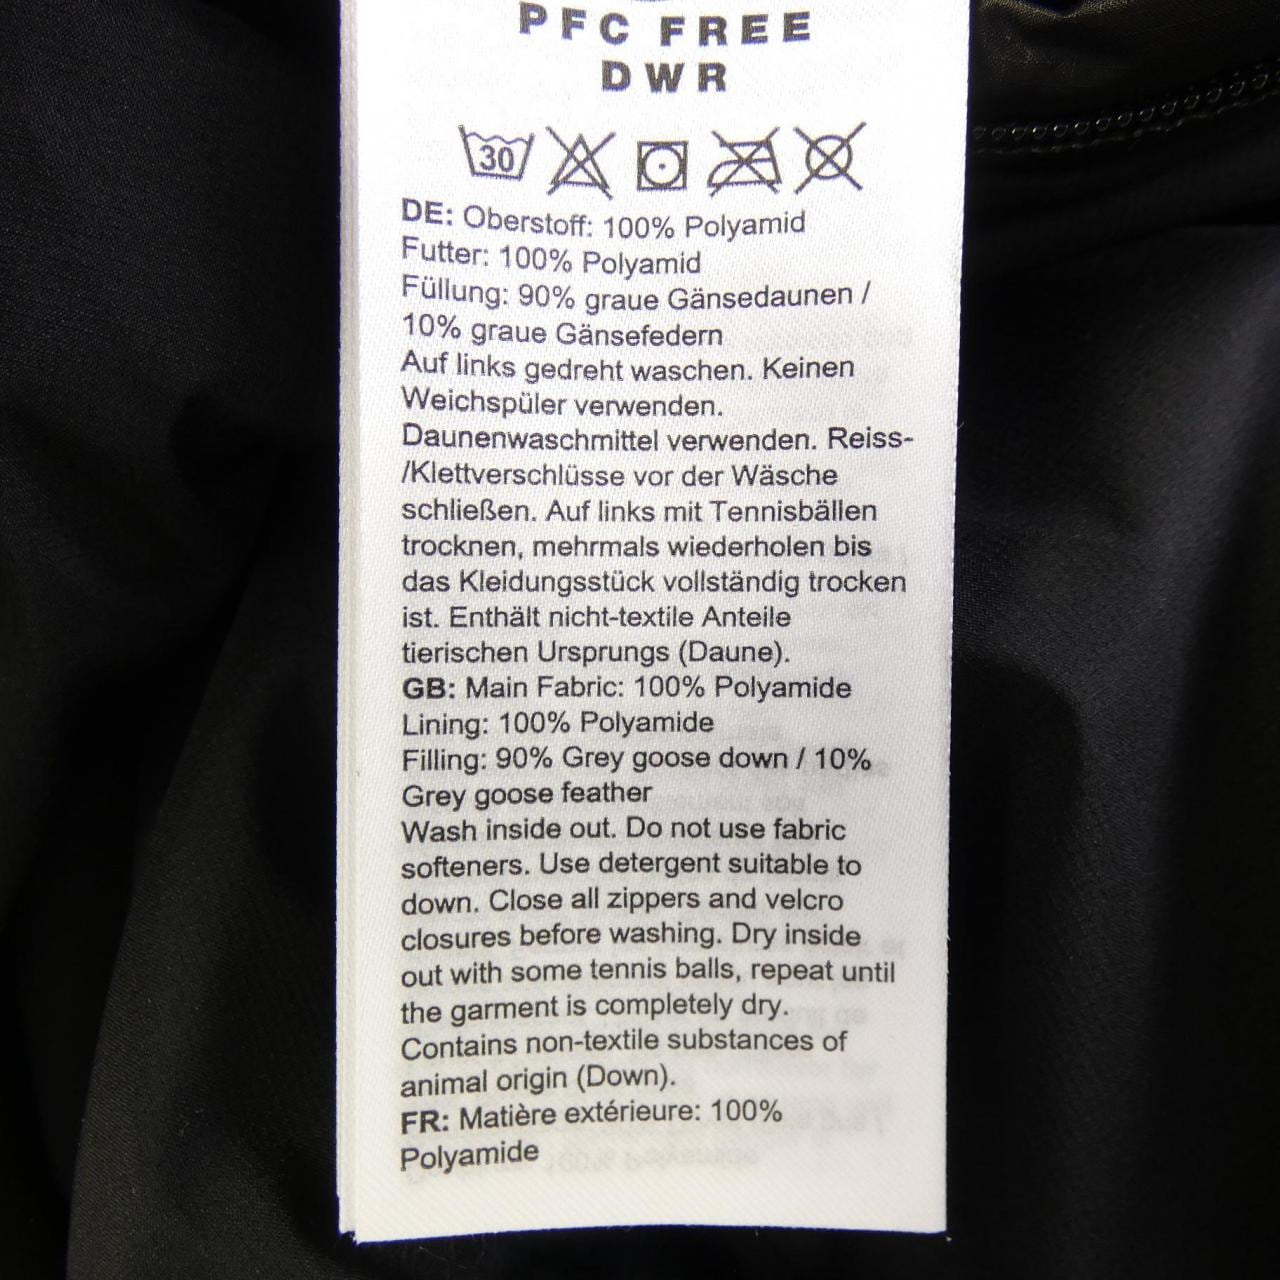 PFC FREE
DWR
30
DE: Oberstoff: 100% Polyamid
Futter: 100% Polyamid
Füllung: 90% graue Gänsedaunen /
10% graue Gänsefedern
Auf links gedreht waschen. Keinen
Weichspüler verwenden.
Daunenwaschmittel verwenden. Reiss-
/Klettverschlüsse vor der Wäsche
schließen. Auf links mit Tennisbällen
trocknen, mehrmals wiederholen bis
das Kleidungsstück vollständig trocken
ist. Enthält nicht-textile Anteile
tierischen Ursprungs (Daune).
GB: Main Fabric: 100% Polyamide
Lining: 100% Polyamide
Filling: 90% Grey goose down / 10%
Grey goose feather
Wash inside out. Do not use fabric
softeners. Use detergent suitable to
down. Close all zippers and velcro
closures before washing. Dry inside
out with some tennis balls, repeat until
the garment is completely dry.
Contains non-textile substances of
animal origin (Down).
FR: Matière extérieure: 100%
Polyamide